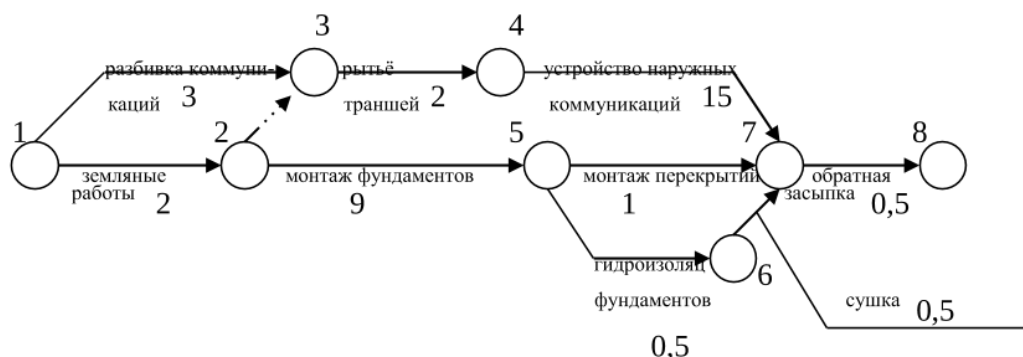 3
4
разбивка коммуни-
каций 3
рытьё
траншей 2
устройство наружных
коммуникаций 15
1
2
5
7
8
земляные
работы 2
монтаж фундаментов
9
монтаж перекрытий
1
обратная
засыпка 0,5
гидроизоляц
фундаментов
0,5
6
сушка 0,5